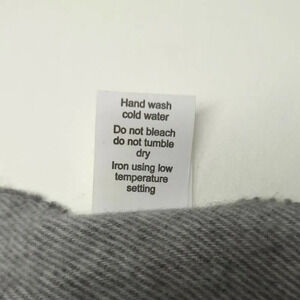 Hand wash
cold water
Do not bleach
do not tumble
dry
Iron using low
temperature
setting